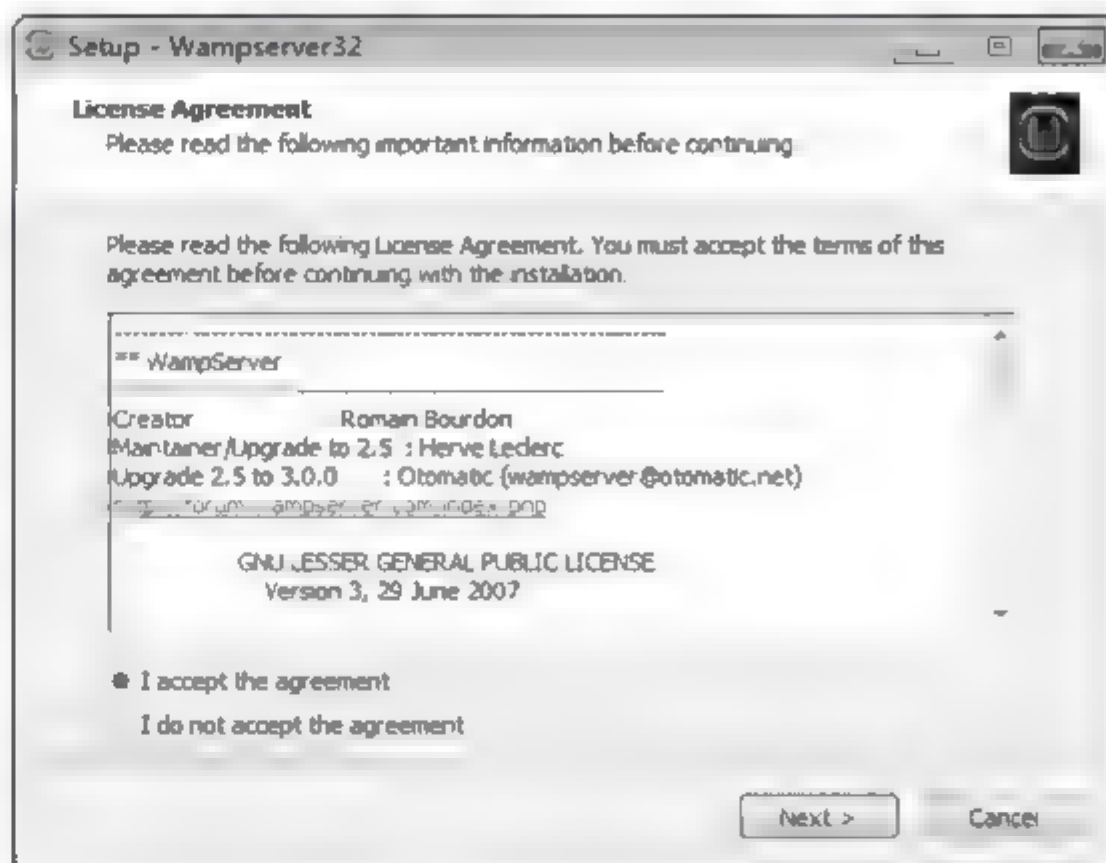 Setup - Wampserver32
License Agreement
Please read the following important information before continuing
Please read the following License Agreement. You must accept the terms of this
agreement before continuing with the installation.
** WampServer
Creator Romain Bourdon
Maintainer/Upgrade to 2.5 : Herve Leclerc
Upgrade 2.5 to 3.0.0 : Otomatic (wampserver@otomatic.net)
GNU LESSER GENERAL PUBLIC LICENSE
Version 3, 29 June 2007
I accept the agreement
I do not accept the agreement
Next >
Cancel